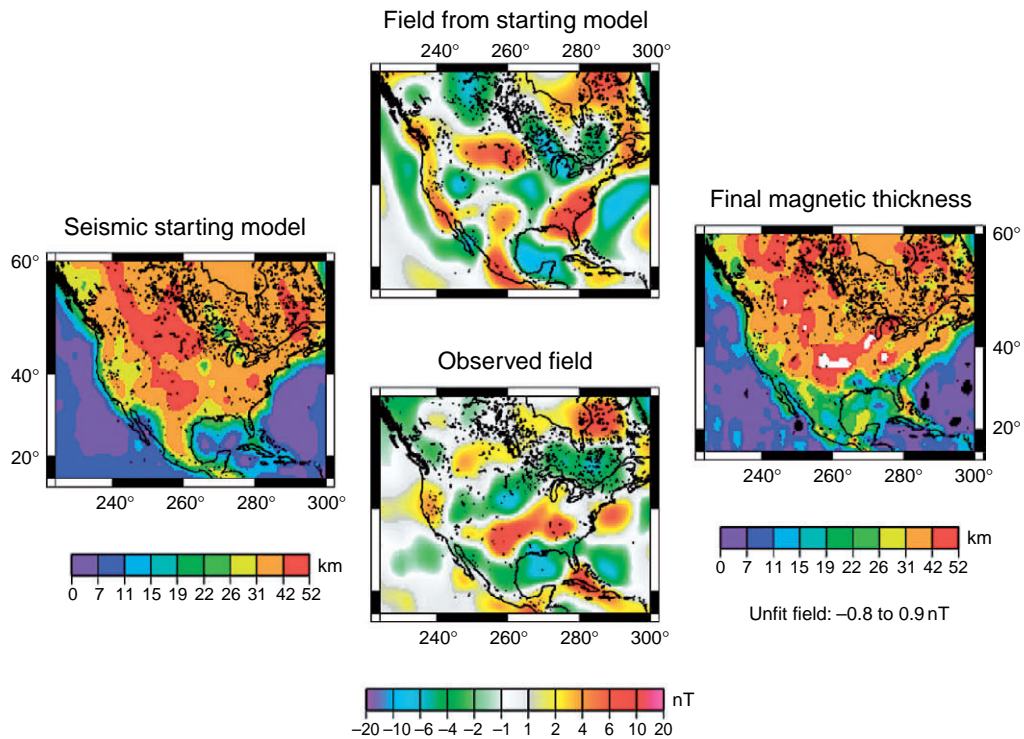 Field from starting model
240° 260° 280° 300°
Seismic starting model
60°
40°
20°
240° 260° 280° 300°
km
0 7 11 15 19 22 26 31 42 52
Observed field
240° 260° 280° 300°
nT
−20 −10 −6 −4 −2 −1 1 2 4 6 10 20
Final magnetic thickness
60°
40°
20°
240° 260° 280° 300°
km
0 7 11 15 19 22 26 31 42 52
Unfit field: −0.8 to 0.9 nT